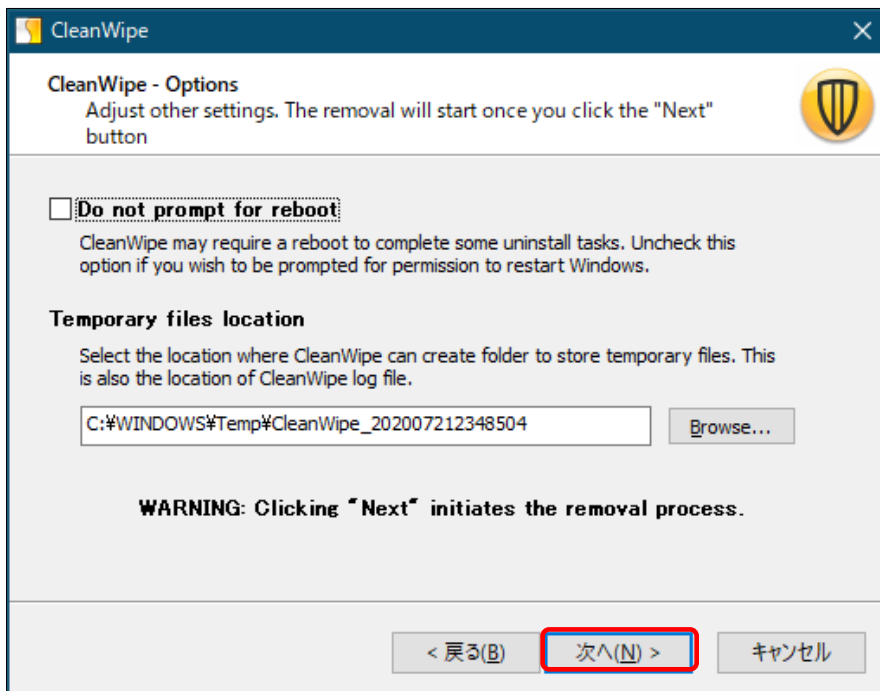 CleanWipe
CleanWipe - Options
Adjust other settings. The removal will start once you click the "Next"
button
Do not prompt for reboot
CleanWipe may require a reboot to complete some uninstall tasks. Uncheck this
option if you wish to be prompted for permission to restart Windows.
Temporary files location
Select the location where CleanWipe can create folder to store temporary files. This
is also the location of CleanWipe log file.
C:¥WINDOWS¥Temp¥CleanWipe_202007212348504
Browse...
WARNING: Clicking "Next" initiates the removal process.
< 戻る(B)
次へ(N) >
キャンセル